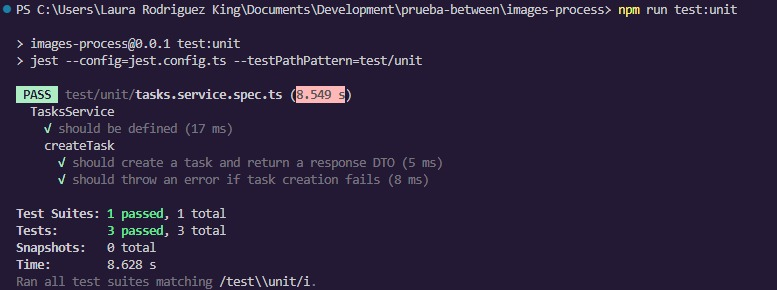 PS C:\Users\Laura Rodriguez King\Documents\Development\prueba-between\images-process> npm run test:unit
> images-process@0.0.1 test:unit
> jest --config=jest.config.ts --testPathPattern=test/unit
PASS test/unit/tasks.service.spec.ts (8.549 s)
TasksService
√ should be defined (17 ms)
createTask
√ should create a task and return a response DTO (5 ms)
√ should throw an error if task creation fails (8 ms)
Test Suites: 1 passed, 1 total
Tests: 3 passed, 3 total
Snapshots: 0 total
Time: 8.628 s
Ran all test suites matching /test\\unit/i.